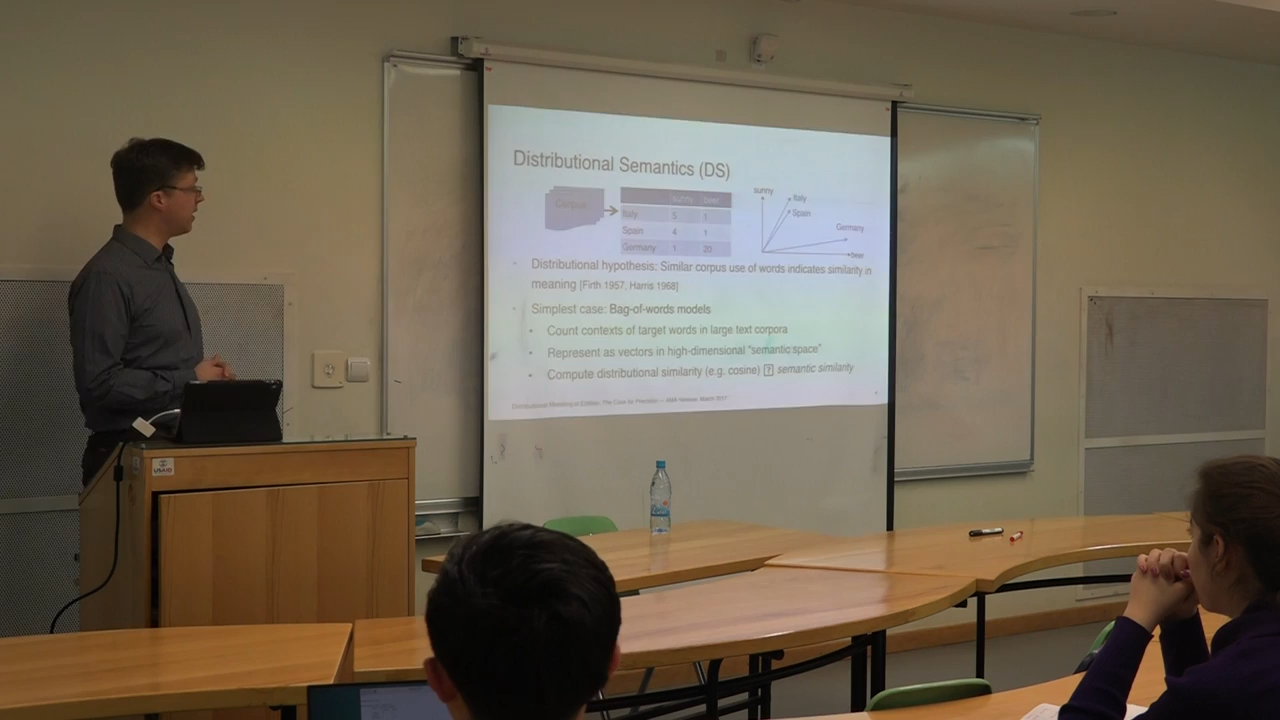 Distributional Semantics (DS)
Corpus
sunny beer
Italy 5 1
Spain 4 1
Germany 1 20
sunny
Italy
Spain
Germany
beer
Distributional hypothesis: Similar corpus use of words indicates similarity in
meaning [Firth 1957, Harris 1968]
Simplest case: Bag-of-words models
• Count contexts of target words in large text corpora
• Represent as vectors in high-dimensional "semantic space"
• Compute distributional similarity (e.g. cosine) ? semantic similarity
USAID